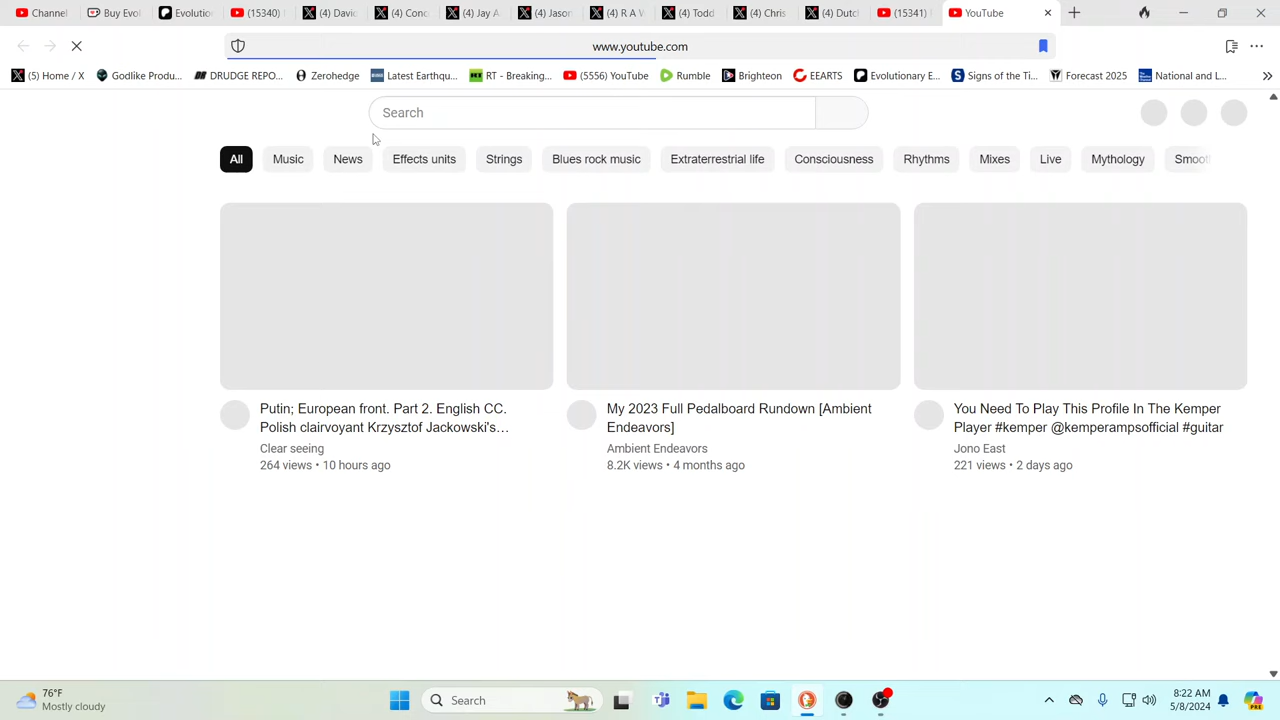 Channel
Buy Evol
Evolution
(15340)
(4) David
(4) Con
(4) Jay A
(4) Jason
(4) R A W
(4) Todd
(4) Chris
(4) Dutc
(15341)
YouTube
www.youtube.com
(5) Home / X
Godlike Produ...
DRUDGE REPO...
Zerohedge
Latest Earthqu...
RT - Breaking...
(5556) YouTube
Rumble
Brighteon
EEARTS
Evolutionary E...
Signs of the Ti...
Forecast 2025
National and L...
Search
All
Music
News
Effects units
Strings
Blues rock music
Extraterrestrial life
Consciousness
Rhythms
Mixes
Live
Mythology
Smoot
Putin; European front. Part 2. English CC.
Polish clairvoyant Krzysztof Jackowski's...
Clear seeing
264 views • 10 hours ago
My 2023 Full Pedalboard Rundown [Ambient
Endeavors]
Ambient Endeavors
8.2K views • 4 months ago
You Need To Play This Profile In The Kemper
Player #kemper @kemperampsofficial #guitar
Jono East
221 views • 2 days ago
76°F
Mostly cloudy
Search
8:22 AM
5/8/2024